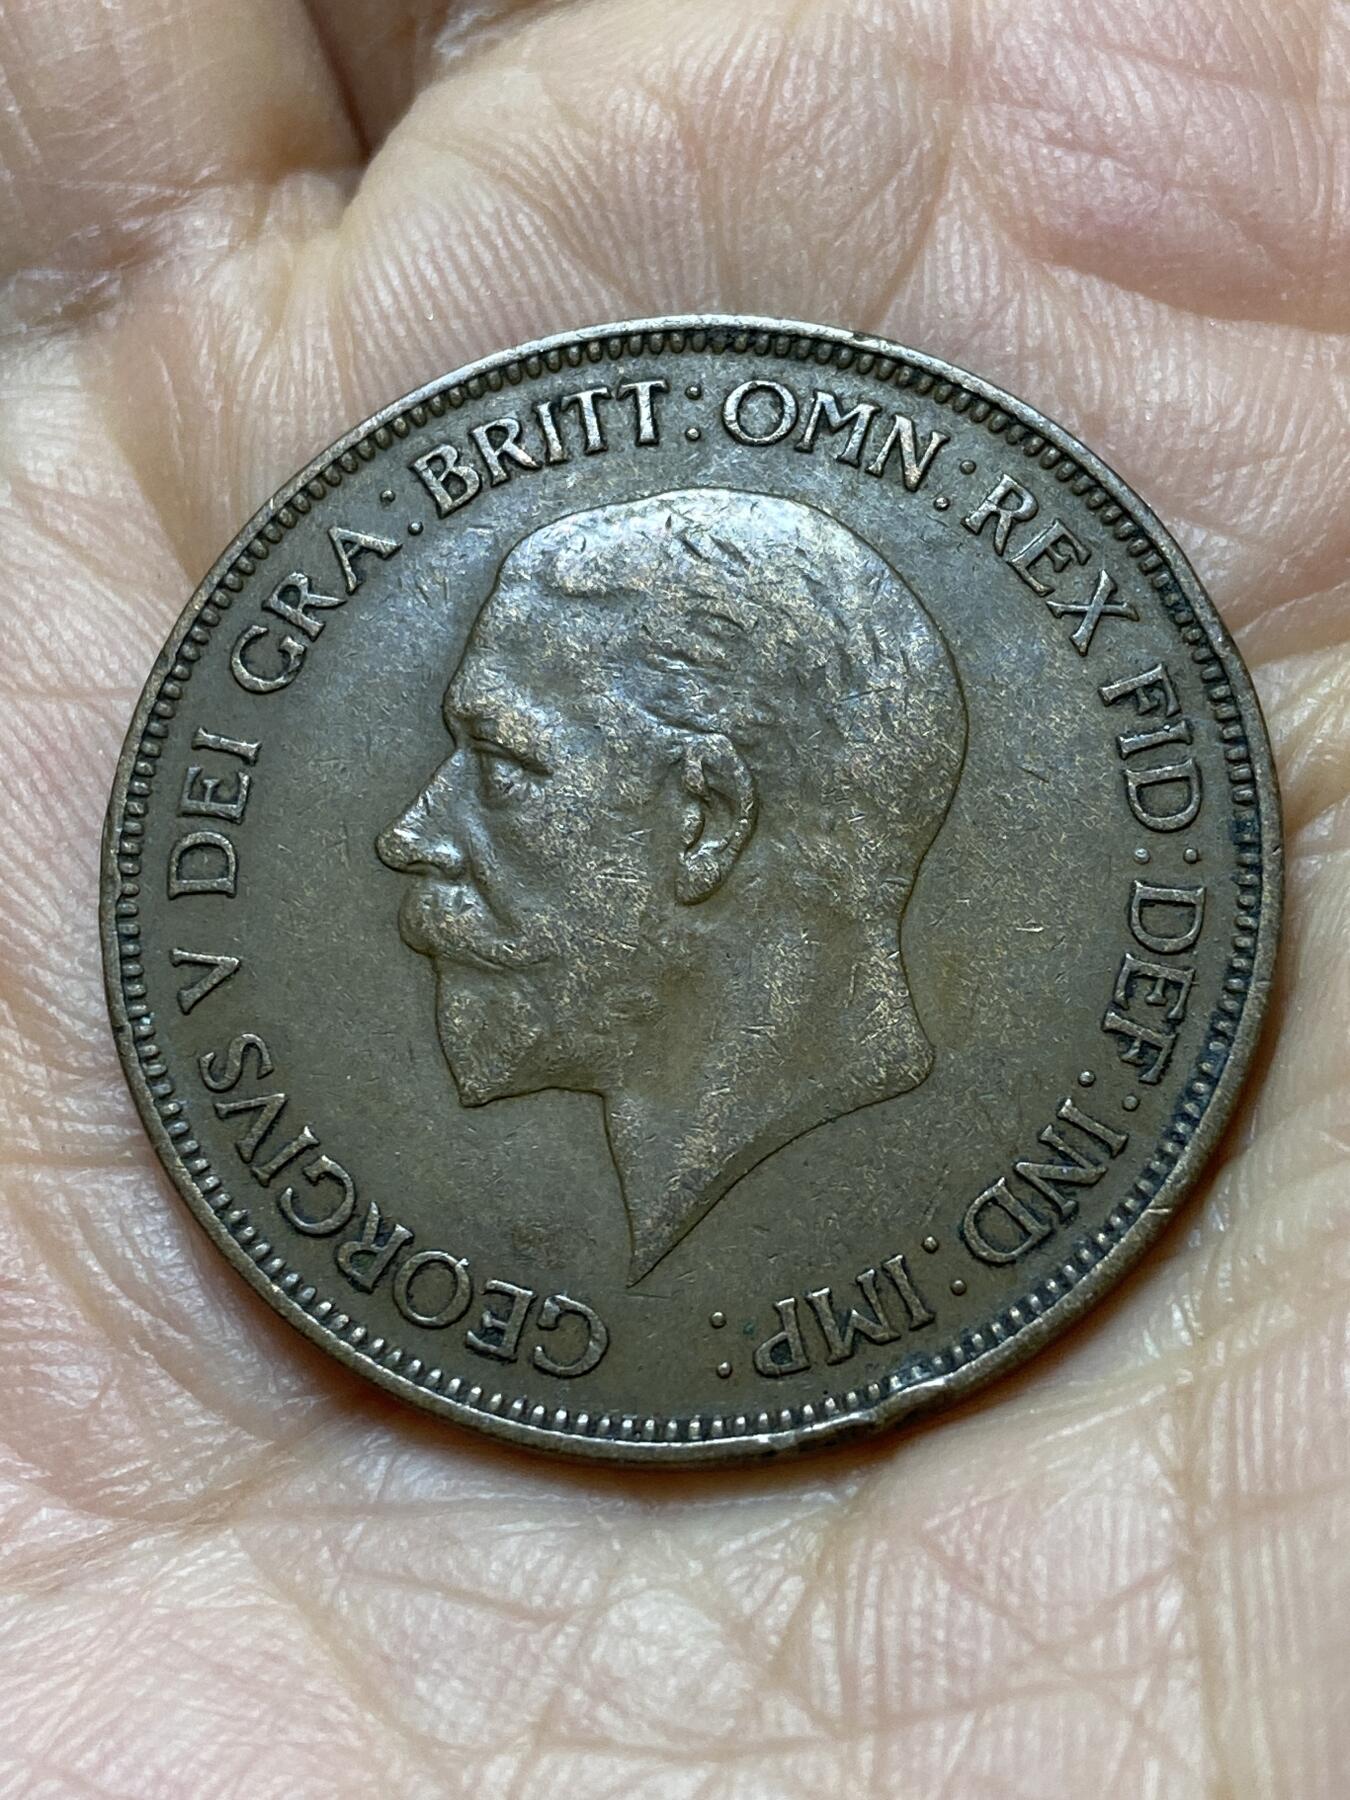 GEORGIVS V DEI GRA: BRITT: OMN: REX FID: DEF: IND: IMP: